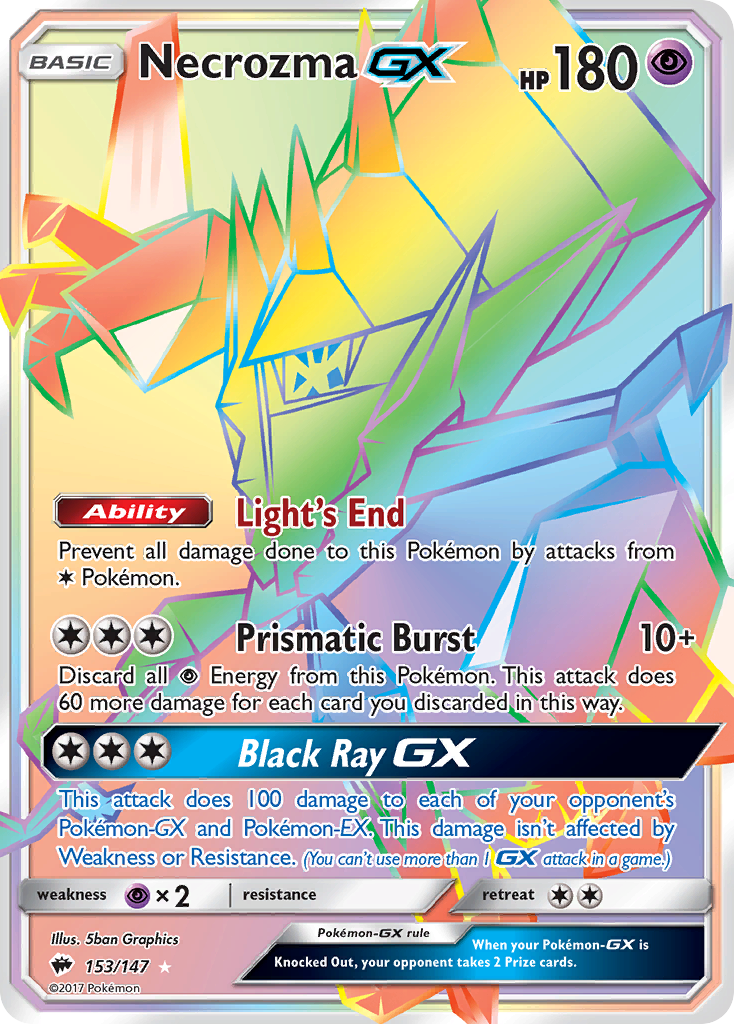 BASIC Necrozma GX HP 180
Ability Light's End
Prevent all damage done to this Pokémon by attacks from
Pokémon.
Prismatic Burst 10+
Discard all Energy from this Pokémon. This attack does
60 more damage for each card you discarded in this way.
Black Ray GX
This attack does 100 damage to each of your opponent's
Pokémon-GX and Pokémon-EX. This damage isn't affected by
Weakness or Resistance. (You can't use more than 1 GX attack in a game.)
weakness ×2 resistance retreat
Illus. 5ban Graphics
153/147
©2017 Pokémon
Pokémon-GX rule
When your Pokémon-GX is
Knocked Out, your opponent takes 2 Prize cards.